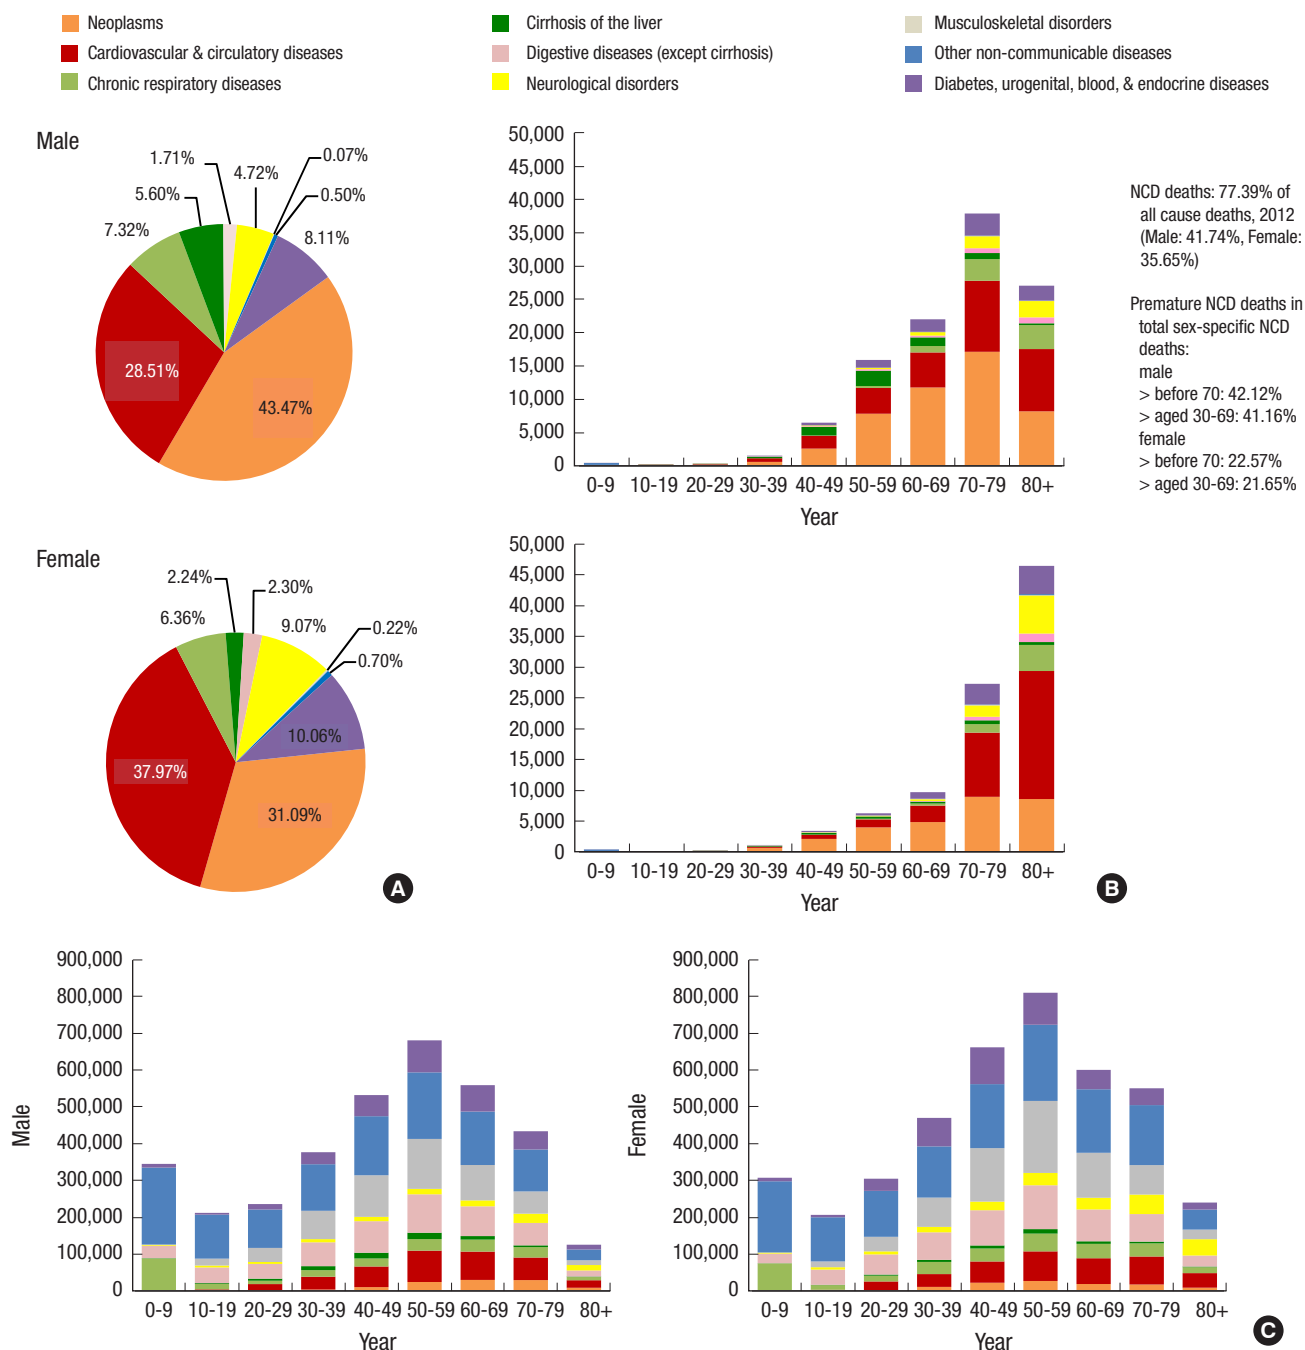 Neoplasms
Cardiovascular & circulatory diseases
Chronic respiratory diseases
Cirrhosis of the liver
Digestive diseases (except cirrhosis)
Neurological disorders
Musculoskeletal disorders
Other non-communicable diseases
Diabetes, urogenital, blood, & endocrine diseases
Male
1.71%
4.72%
0.07%
5.60%
0.50%
7.32%
8.11%
28.51%
43.47%
50,000
45,000
40,000
35,000
30,000
25,000
20,000
15,000
10,000
5,000
0
0-9 10-19 20-29 30-39 40-49 50-59 60-69 70-79 80+
Year
NCD deaths: 77.39% of
all cause deaths, 2012
(Male: 41.74%, Female:
35.65%)
Premature NCD deaths in
total sex-specific NCD
deaths:
male
> before 70: 42.12%
> aged 30-69: 41.16%
female
> before 70: 22.57%
> aged 30-69: 21.65%
Female
2.24%
2.30%
6.36%
9.07%
0.22%
0.70%
10.06%
37.97%
31.09%
A
50,000
45,000
40,000
35,000
30,000
25,000
20,000
15,000
10,000
5,000
0
0-9 10-19 20-29 30-39 40-49 50-59 60-69 70-79 80+
Year
B
Male
900,000
800,000
700,000
600,000
500,000
400,000
300,000
200,000
100,000
0
0-9 10-19 20-29 30-39 40-49 50-59 60-69 70-79 80+
Year
Female
900,000
800,000
700,000
600,000
500,000
400,000
300,000
200,000
100,000
0
0-9 10-19 20-29 30-39 40-49 50-59 60-69 70-79 80+
Year
C